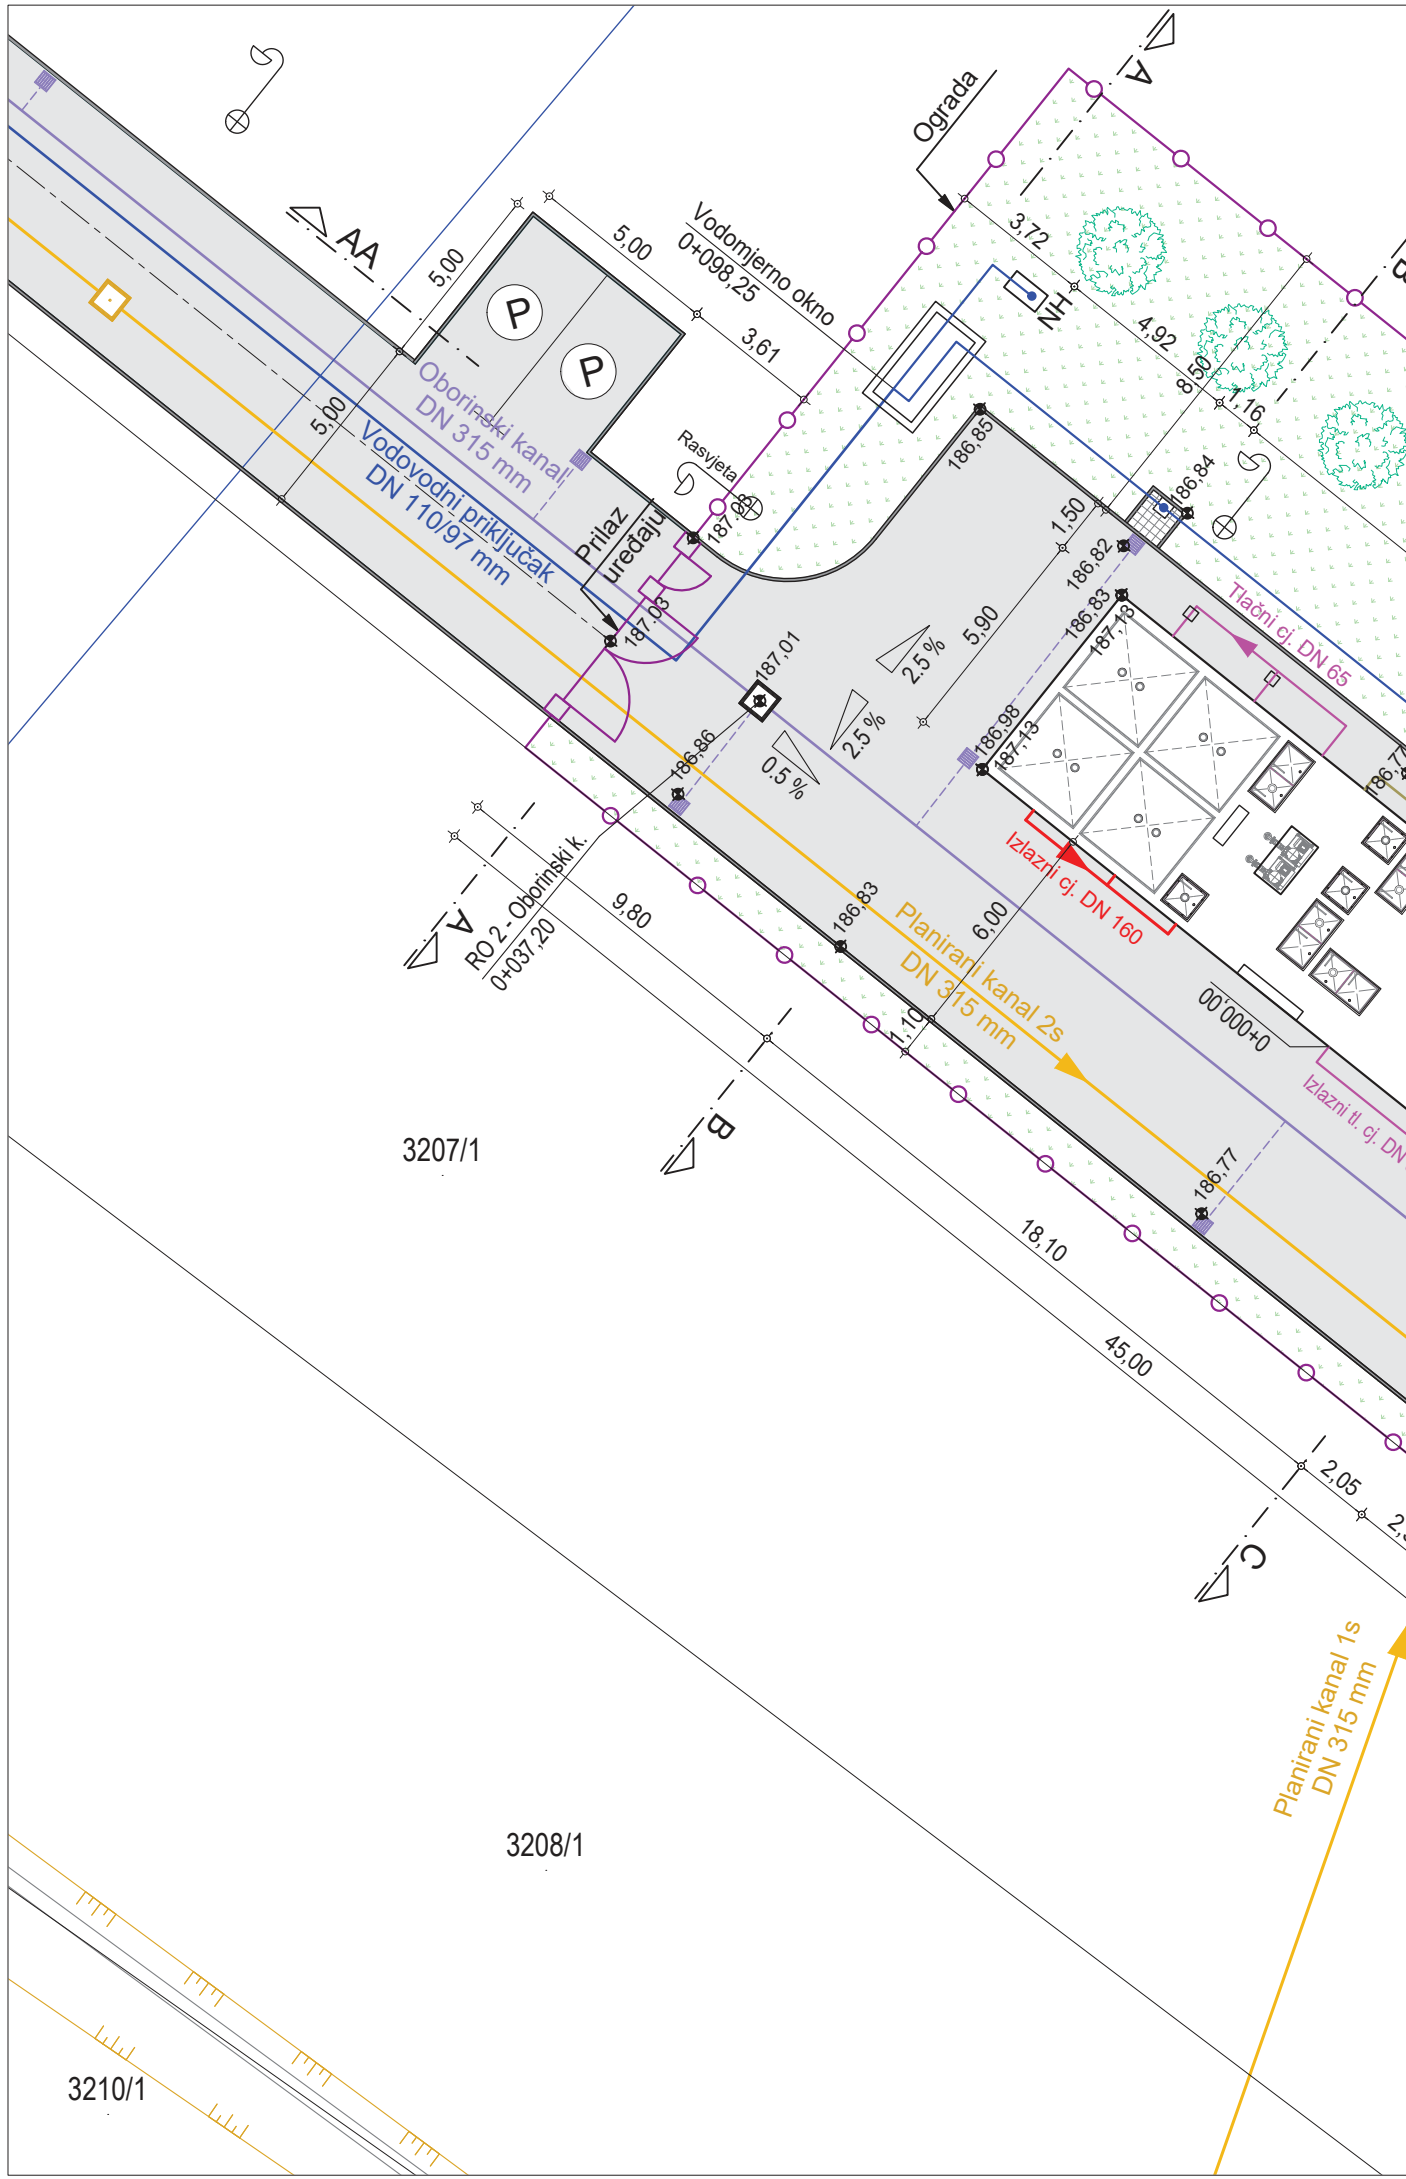 A
Ograda
3,72
AA
5,00
5,00
Vodomjerno okno
0+098,25
3,61
NH
4,92
8,50
1,16
P
P
5,00
Oborinski kanal
DN 315 mm
Vodovodni priključak
DN 110/97 mm
Rasvjeta
187.03
Prilaz
uređaju
187.03
186,85
186,84
1,50
186,82
186,83
187,13
5,90
2.5 %
2.5 %
0.5 %
187,01
186,86
186,98
187,13
Tlačni cj. DN 65
186,77
Izlazni cj. DN 160
A
RO 2 - Oborinski k.
0+037,20
9,80
186,83
6,00
Planirani kanal 2s
DN 315 mm
1,10
0+000,00
Izlazni tl. cj. DN
B
3207/1
186,77
18,10
45,00
2,05
C
Planirani kanal 1s
DN 315 mm
3208/1
3210/1